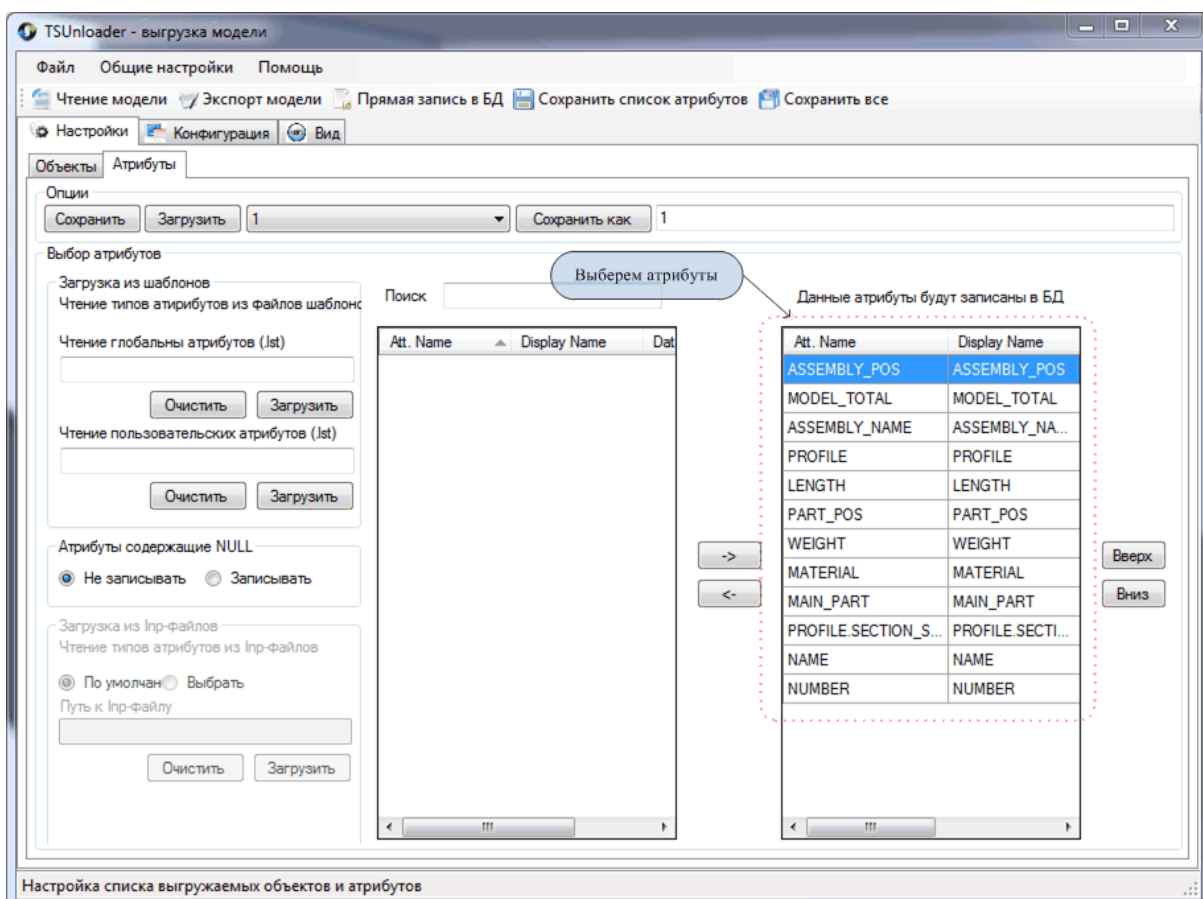 TSUnloader - выгрузка модели
Файл Общие настройки Помощь
Чтение модели Экспорт модели Прямая запись в БД Сохранить список атрибутов Сохранить все
Настройки Конфигурация Вид
Объекты Атрибуты
Опции
Сохранить Загрузить 1 Сохранить как 1
Выбор атрибутов
Загрузка из шаблонов
Чтение типов атирибутов из файлов шаблонс
Чтение глобальны атрибутов (.lst)
Очистить Загрузить
Чтение пользовательских атрибутов (.lst)
Очистить Загрузить
Атрибуты содержащие NULL
Не записывать Записывать
Загрузка из Inp-файлов
Чтение типов атрибутов из Inp-файлов
По умолчан Выбрать
Путь к Inp-файлу
Очистить Загрузить
Поиск
Выберем атрибуты
Att. Name Display Name Dat
->
<-
Данные атрибуты будут записаны в БД
Att. Name Display Name
ASSEMBLY_POS ASSEMBLY_POS
MODEL_TOTAL MODEL_TOTAL
ASSEMBLY_NAME ASSEMBLY_NA...
PROFILE PROFILE
LENGTH LENGTH
PART_POS PART_POS
WEIGHT WEIGHT
MATERIAL MATERIAL
MAIN_PART MAIN_PART
PROFILE.SECTION_S... PROFILE.SECTI...
NAME NAME
NUMBER NUMBER
Вверх
Вниз
Настройка списка выгружаемых объектов и атрибутов